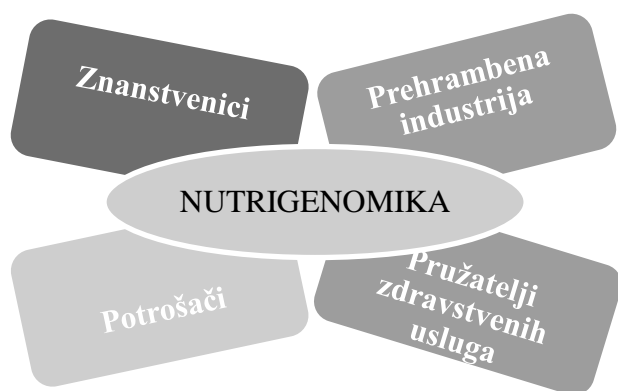 Znanstvenici
Prehrambena
industrija
NUTRIGENOMIKA
Potrošači
Pružatelji
zdravstvenih
usluga